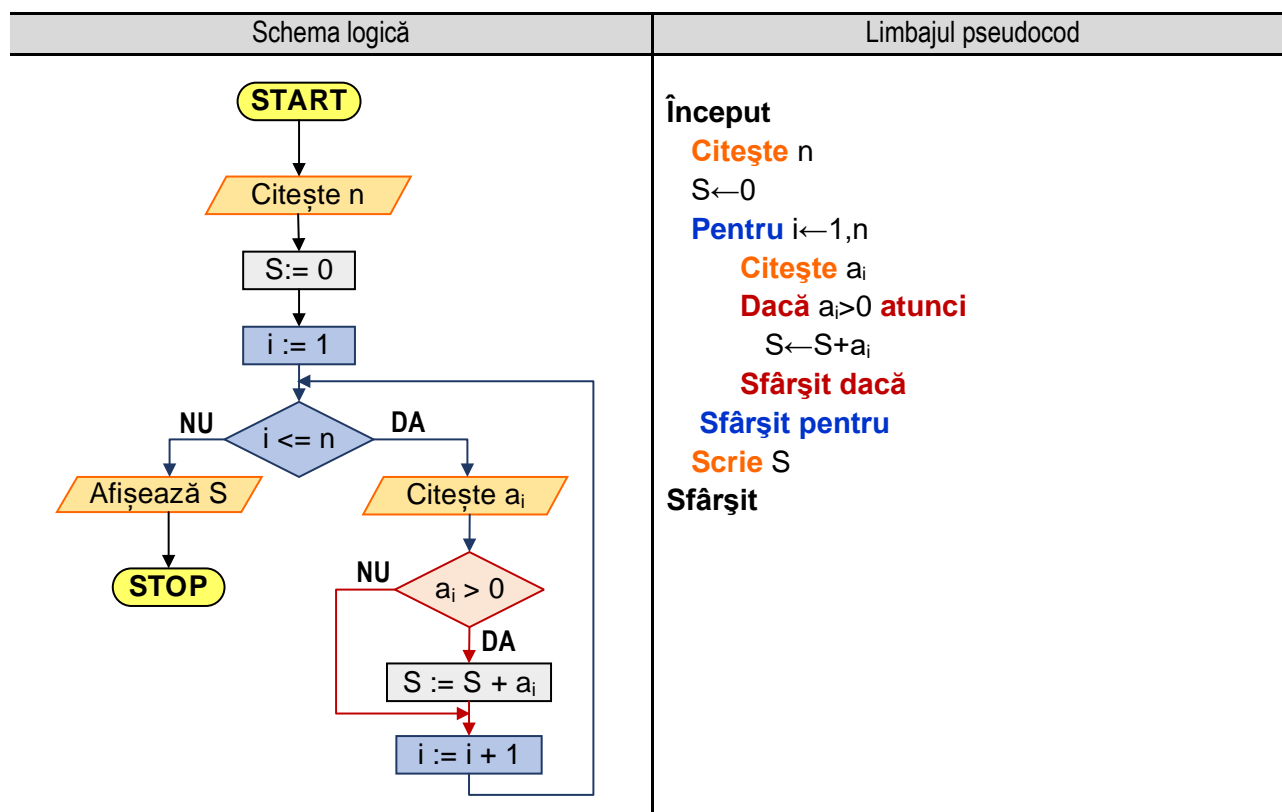 Schema logică
Limbajul pseudocod
START
Citește n
S:= 0
i := 1
i <= n
NU
DA
Afișează S
STOP
Citește aᵢ
aᵢ > 0
NU
DA
S := S + aᵢ
i := i + 1
Început
Citeşte n
S←0
Pentru i←1,n
Citeşte aᵢ
Dacă aᵢ>0 atunci
S←S+aᵢ
Sfârşit dacă
Sfârşit pentru
Scrie S
Sfârşit